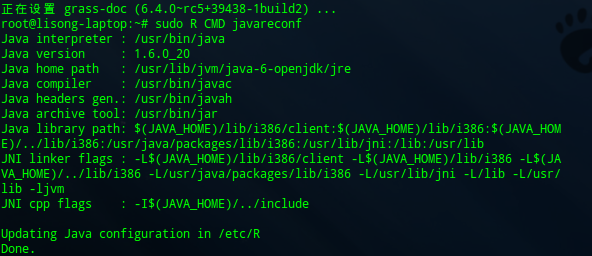 正在设置 grass-doc (6.4.0~rc5+39438-1build2) ...
root@lisong-laptop:~# sudo R CMD javareconf
Java interpreter : /usr/bin/java
Java version     : 1.6.0_20
Java home path   : /usr/lib/jvm/java-6-openjdk/jre
Java compiler    : /usr/bin/javac
Java headers gen.: /usr/bin/javah
Java archive tool: /usr/bin/jar
Java library path: $(JAVA_HOME)/lib/i386/client:$(JAVA_HOME)/lib/i386:$(JAVA_HOM
E)/../lib/i386:/usr/java/packages/lib/i386:/usr/lib/jni:/lib:/usr/lib
JNI linker flags : -L$(JAVA_HOME)/lib/i386/client -L$(JAVA_HOME)/lib/i386 -L$(JA
VA_HOME)/../lib/i386 -L/usr/java/packages/lib/i386 -L/usr/lib/jni -L/lib -L/usr/
lib -ljvm
JNI cpp flags    : -I$(JAVA_HOME)/../include
Updating Java configuration in /etc/R
Done.